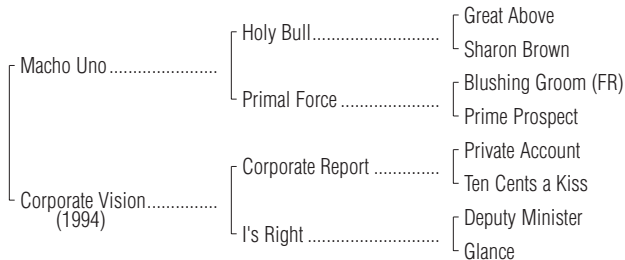 Great Above
Holy Bull..........................
Sharon Brown
Macho Uno......................
Blushing Groom (FR)
Primal Force ....................
Prime Prospect
Private Account
Corporate Report ..............
Ten Cents a Kiss
Corporate Vision...............
(1994)
Deputy Minister
I's Right ...........................
Glance